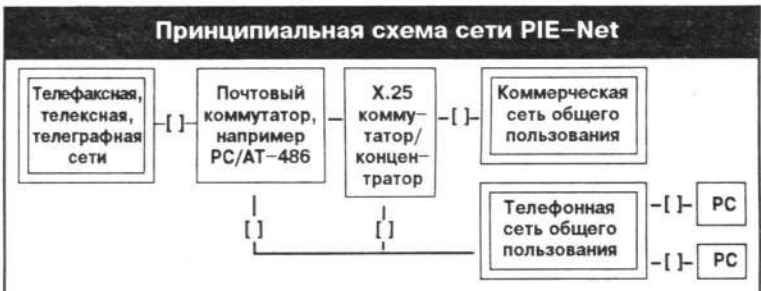 Принципиальная схема сети PIE-Net
Телефаксная,
телексная,
телеграфная
сети
-[ ]-
Почтовый
коммутатор,
например
PC/AT-486
X.25
комму-
татор/
концен-
тратор
-[ ]-
Коммерческая
сеть общего
пользования
[ ]
[ ]
Телефонная
сеть общего
пользования
-[ ]-
PC
-[ ]-
PC